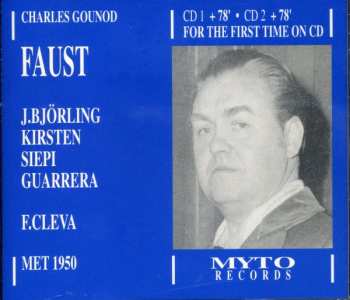 CHARLES GOUNOD
FAUST
J.BJÖRLING
KIRSTEN
SIEPI
GUARRERA
F.CLEVA
MET 1950
CD 1 +78' • CD 2 +78'
FOR THE FIRST TIME ON CD
MYTO
RECORDS